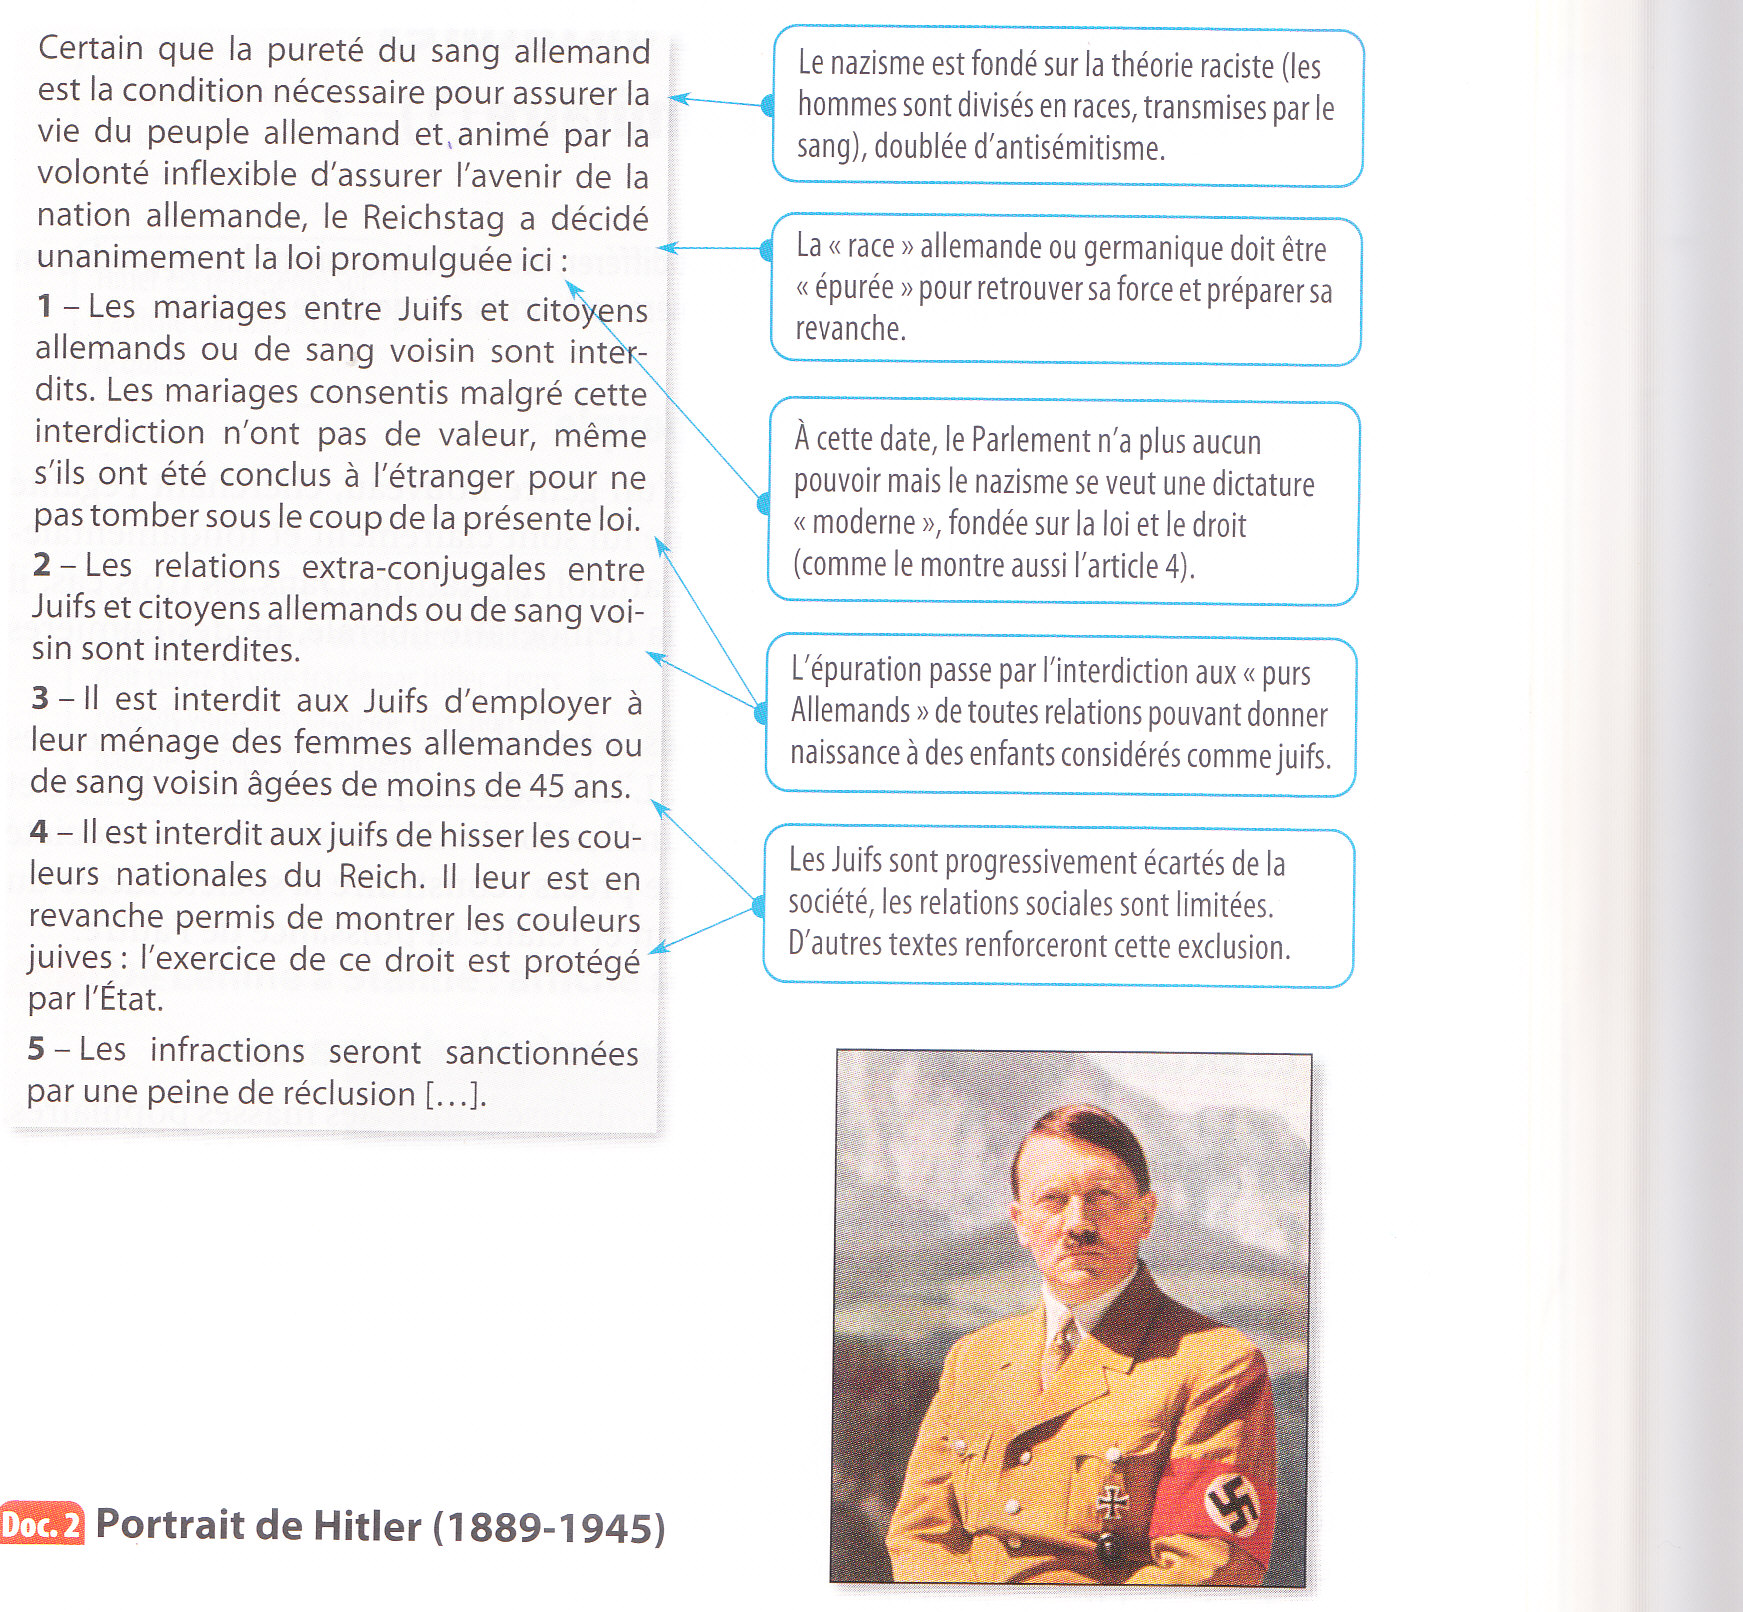 Certain que la pureté du sang allemand
est la condition nécessaire pour assurer la
vie du peuple allemand et animé par la
volonté inflexible d'assurer l'avenir de la
nation allemande, le Reichstag a décidé
unanimement la loi promulguée ici :
1 – Les mariages entre Juifs et citoyens
allemands ou de sang voisin sont inter-
dits. Les mariages consentis malgré cette
interdiction n'ont pas de valeur, même
s'ils ont été conclus à l'étranger pour ne
pas tomber sous le coup de la présente loi.
2 – Les relations extra-conjugales entre
Juifs et citoyens allemands ou de sang voi-
sin sont interdites.
3 – Il est interdit aux Juifs d'employer à
leur ménage des femmes allemandes ou
de sang voisin âgées de moins de 45 ans.
4 – Il est interdit aux juifs de hisser les cou-
leurs nationales du Reich. Il leur est en
revanche permis de montrer les couleurs
juives : l'exercice de ce droit est protégé
par l'État.
5 – Les infractions seront sanctionnées
par une peine de réclusion [...].
Le nazisme est fondé sur la théorie raciste (les
hommes sont divisés en races, transmises par le
sang), doublée d'antisémitisme.
La « race » allemande ou germanique doit être
« épurée » pour retrouver sa force et préparer sa
revanche.
À cette date, le Parlement n'a plus aucun
pouvoir mais le nazisme se veut une dictature
« moderne », fondée sur la loi et le droit
(comme le montre aussi l'article 4).
L'épuration passe par l'interdiction aux « purs
Allemands » de toutes relations pouvant donner
naissance à des enfants considérés comme juifs.
Les Juifs sont progressivement écartés de la
société, les relations sociales sont limitées.
D'autres textes renforceront cette exclusion.
Doc. 2 Portrait de Hitler (1889-1945)